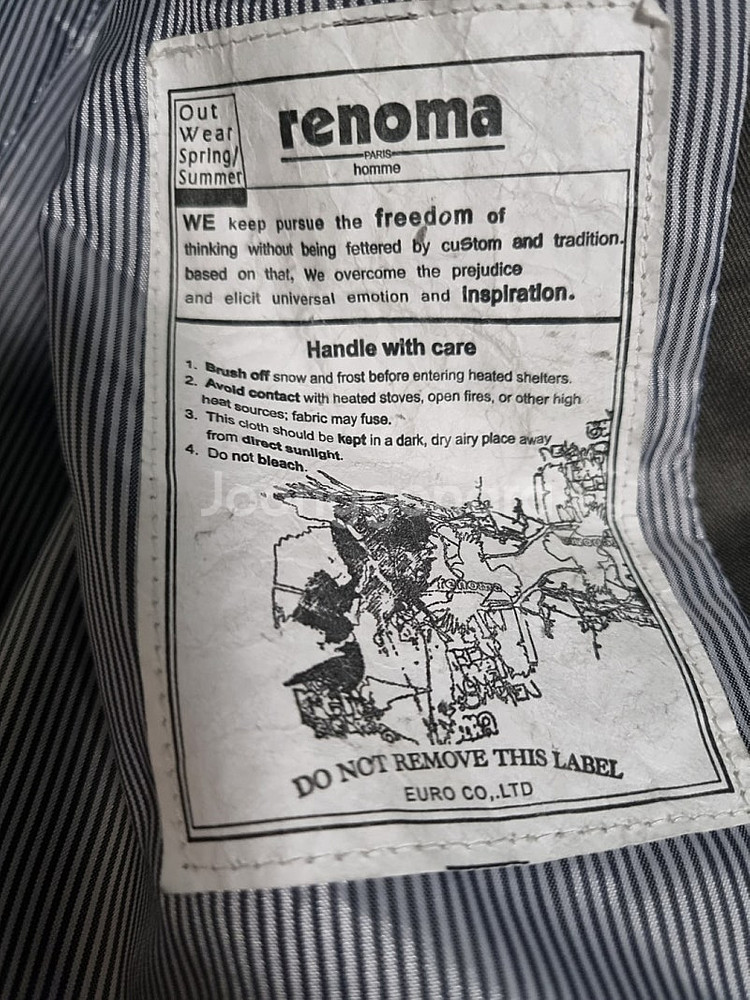 Out
Wear
Spring/
Summer
renoma
PARIS
homme
WE keep pursue the freedom of
thinking without being fettered by cuStom and tradition.
based on that, We overcome the prejudice
and elicit universal emotion and inspiration.
Handle with care
1. Brush off snow and frost before entering heated shelters.
2. Avoid contact with heated stoves, open fires, or other high
heat sources; fabric may fuse.
3. This cloth should be kept in a dark, dry airy place away
from direct sunlight.
4. Do not bleach.
renoma
DO NOT REMOVE THIS LABEL
EURO CO,.LTD